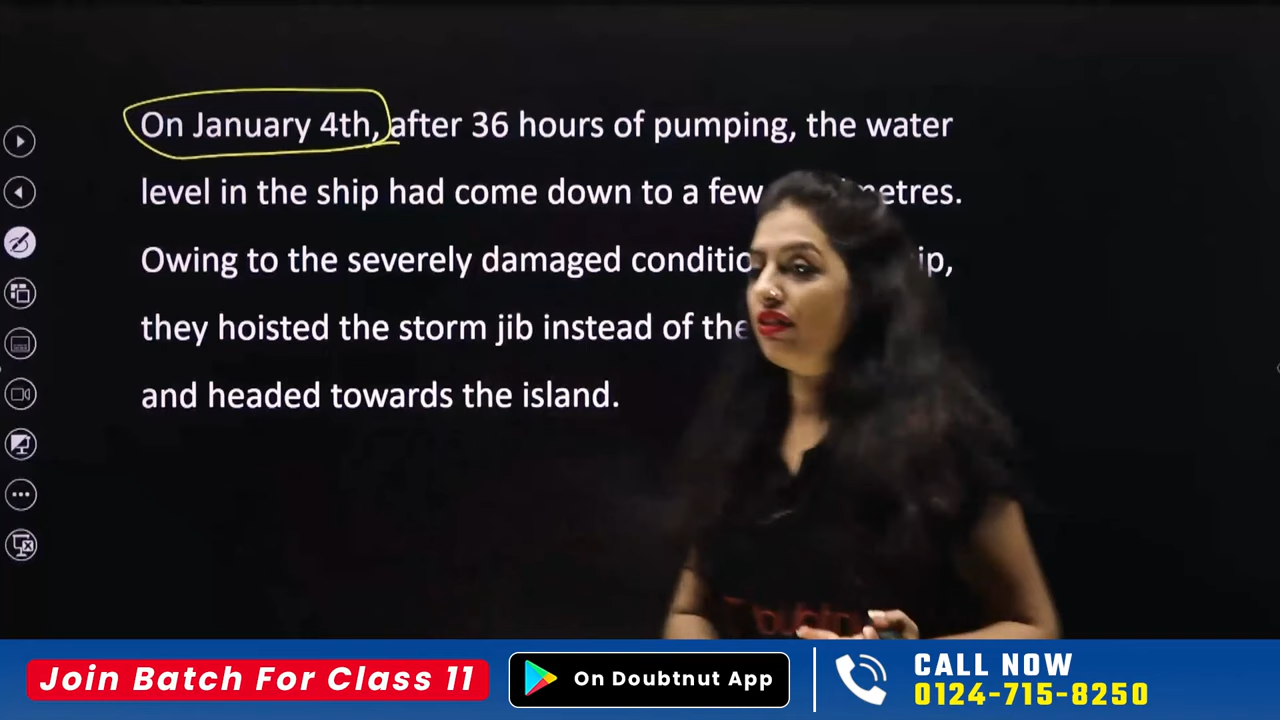 On January 4th, after 36 hours of pumping, the water
level in the ship had come down to a few
Owing to the severely damaged
they hoisted the storm jib instead of the
and headed towards the island.
Join Batch For Class 11
On Doubtnut App
CALL NOW
0124-715-8250